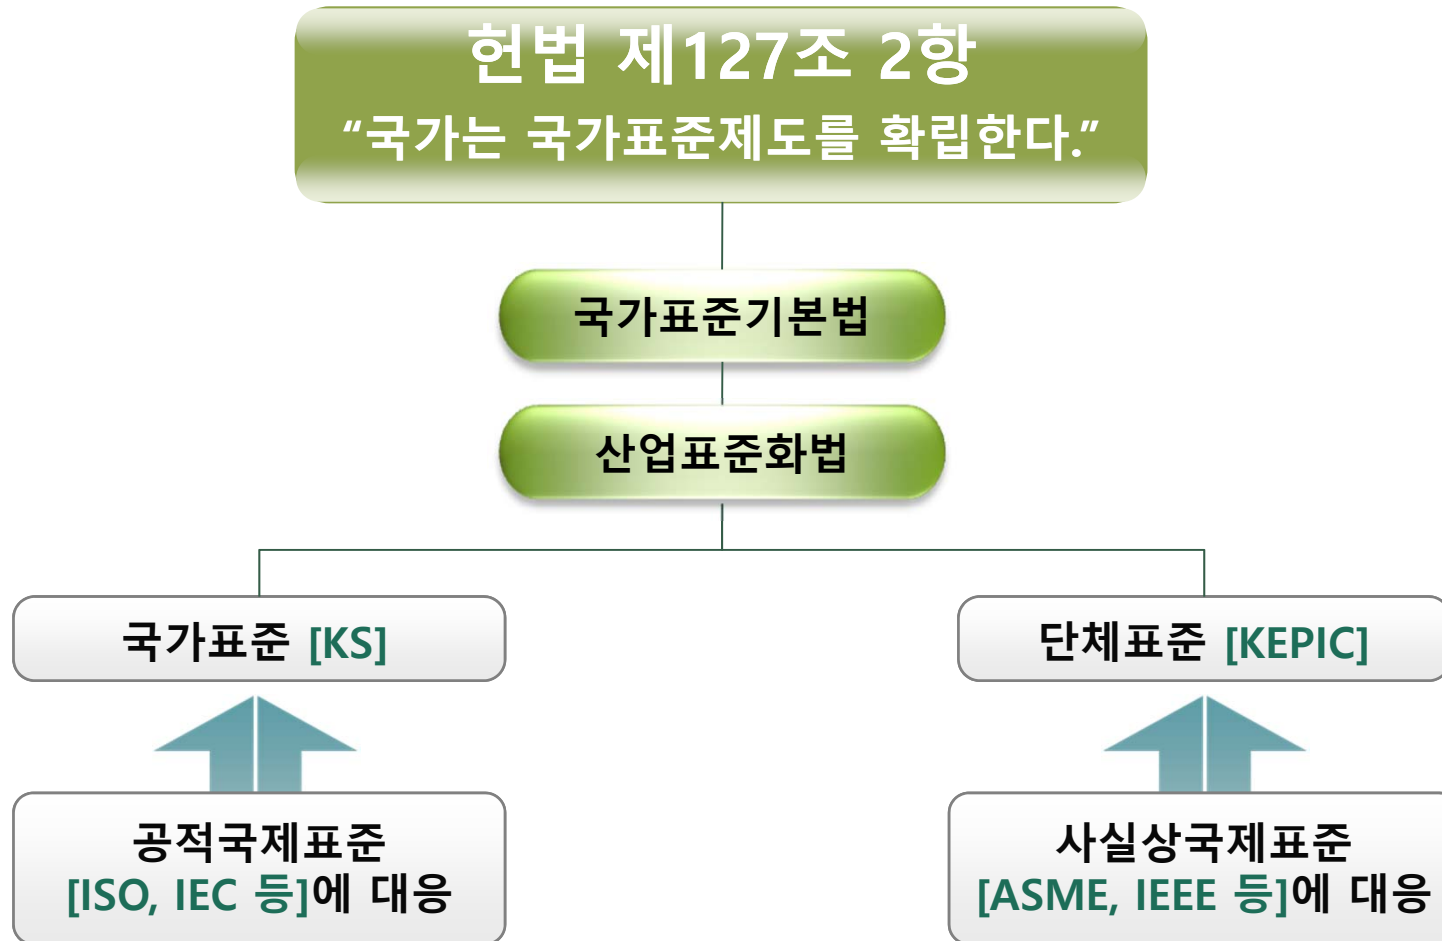 헌법 제127조 2항
“국가는 국가표준제도를 확립한다.”
국가표준기본법
산업표준화법
국가표준 [KS]
단체표준 [KEPIC]
공적국제표준
[ISO, IEC 등]에 대응
사실상국제표준
[ASME, IEEE 등]에 대응